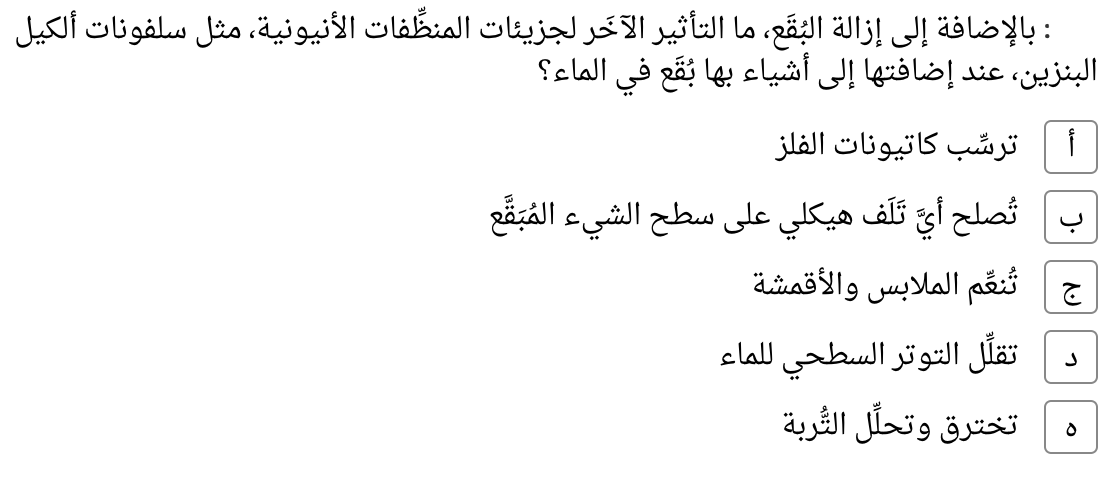 : بالإضافة إلى إزالة البُقَع، ما التأثير الآخَر لجزيئات المنظِّفات الأنيونية، مثل سلفونات ألكيل
البنزين، عند إضافتها إلى أشياء بها بُقَع في الماء؟
أ ترسِّب كاتيونات الفلز
ب تُصلح أيَّ تَلَف هيكلي على سطح الشيء المُبَقَّع
ج تُنعِّم الملابس والأقمشة
د تقلِّل التوتر السطحي للماء
ه تخترق وتحلِّل التُّربة